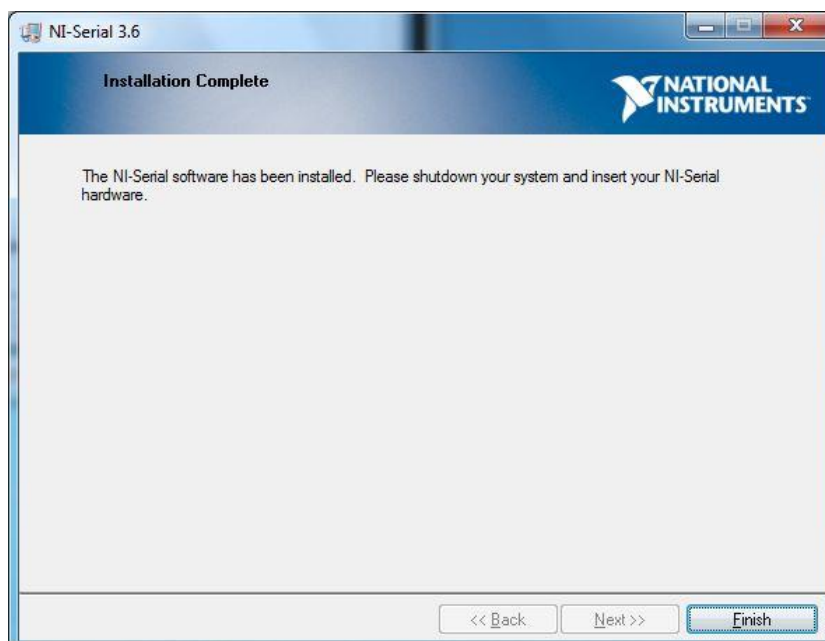 NI-Serial 3.6
Installation Complete
NATIONAL
INSTRUMENTS
The NI-Serial software has been installed.  Please shutdown your system and insert your NI-Serial
hardware.
<< Back
Next >>
Finish